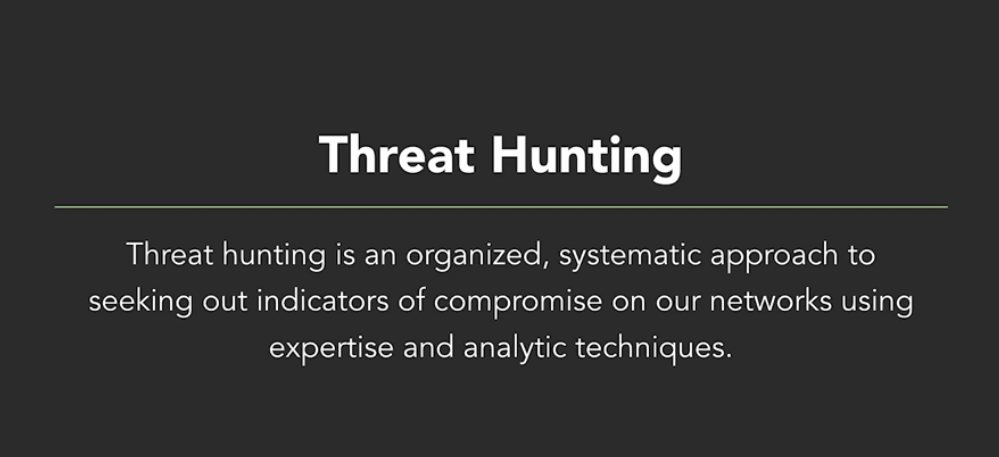 Threat Hunting
Threat hunting is an organized, systematic approach to
seeking out indicators of compromise on our networks using
expertise and analytic techniques.